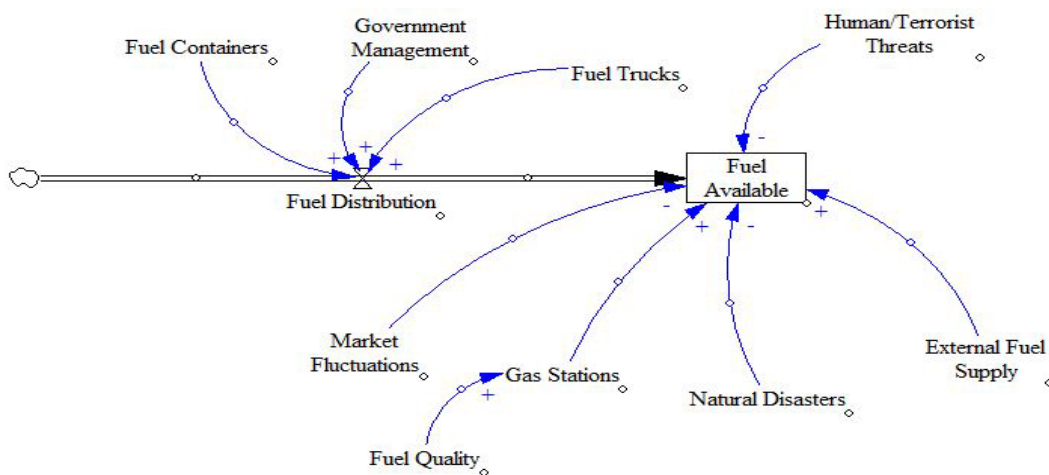 Fuel Containers
Government
Management
Fuel Trucks
Human/Terrorist
Threats
+
+
+
-
Fuel
Available
Fuel Distribution
-
+
-
+
Market
Fluctuations
Gas Stations
+
Natural Disasters
External Fuel
Supply
Fuel Quality